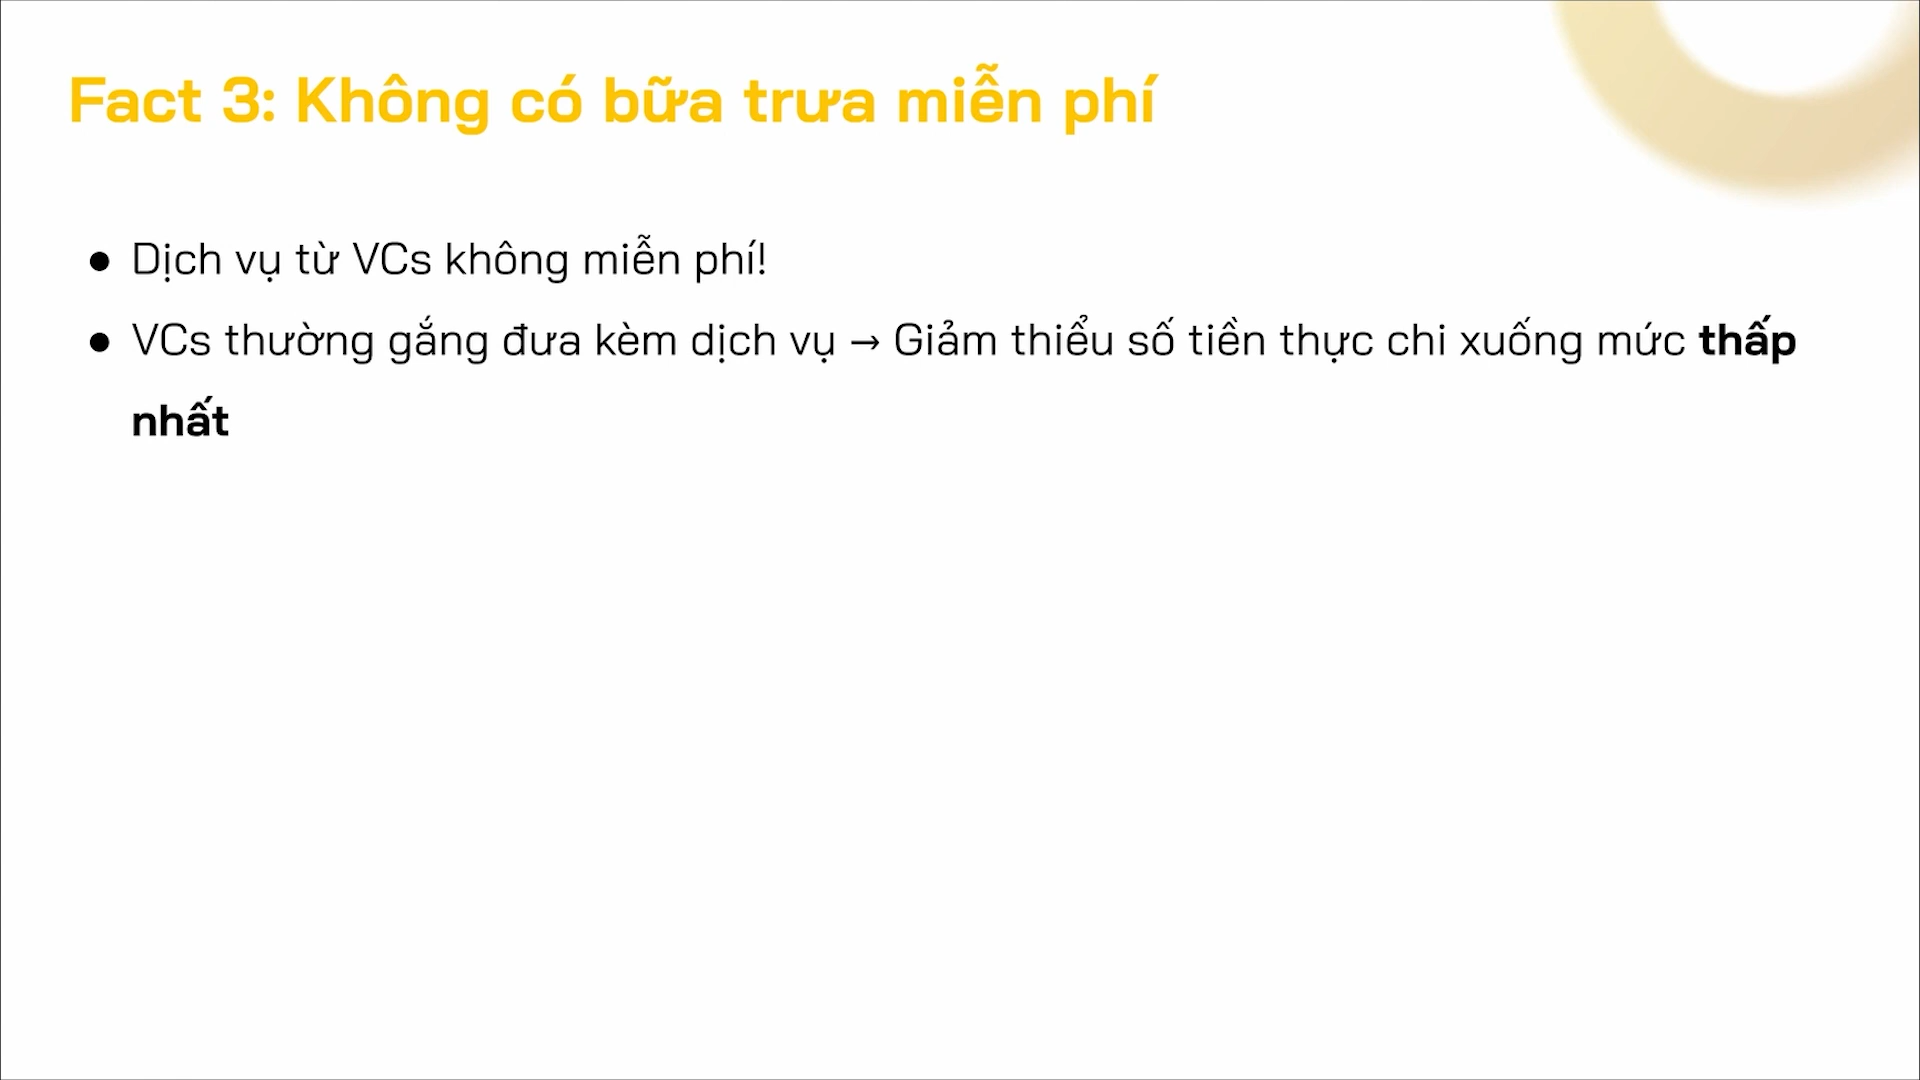 Fact 3: Không có bữa trưa miễn phí
● Dịch vụ từ VCs không miễn phí!
● VCs thường gắng đưa kèm dịch vụ → Giảm thiểu số tiền thực chi xuống mức thấp
nhất